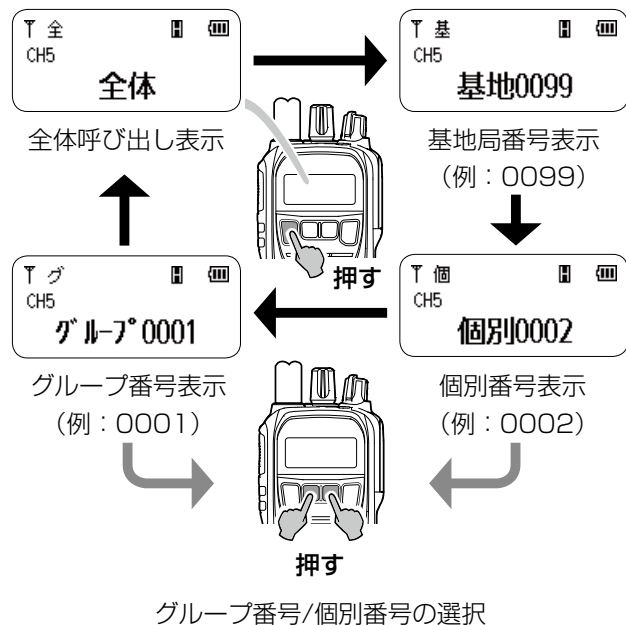 全
CH5
全体
全体呼び出し表示
基
CH5
基地0099
基地局番号表示
（例：0099）
押す
グ
CH5
グループ0001
グループ番号表示
（例：0001）
個
CH5
個別0002
個別番号表示
（例：0002）
押す
グループ番号/個別番号の選択